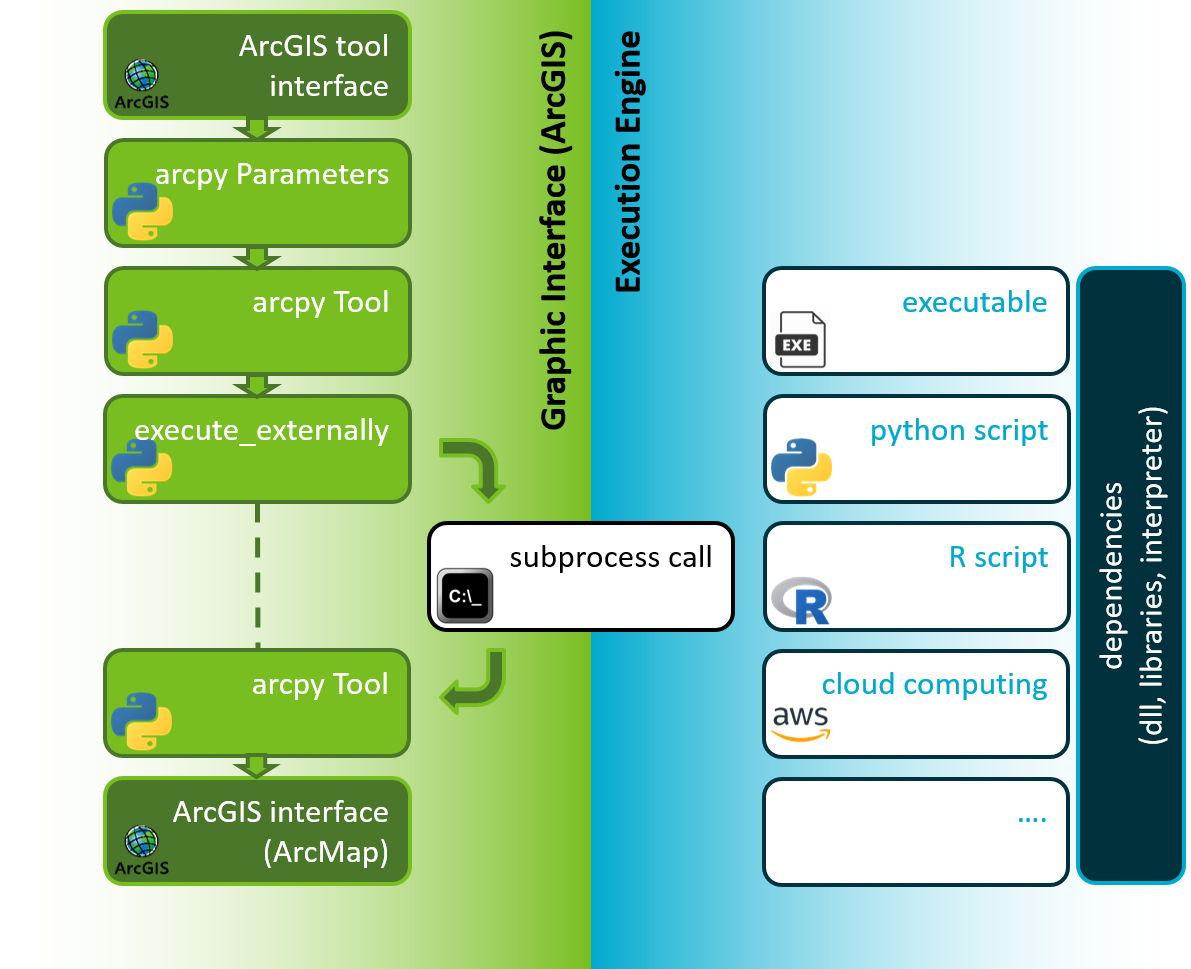 ArcGIS tool
interface
ArcGIS
arcpy Parameters
arcpy Tool
execute_externally
arcpy Tool
ArcGIS interface
(ArcMap)
ArcGIS
Graphic Interface (ArcGIS)
Execution Engine
subprocess call
C:\_
executable
EXE
python script
R script
R
cloud computing
aws
....
dependencies
(dll, libraries, interpreter)